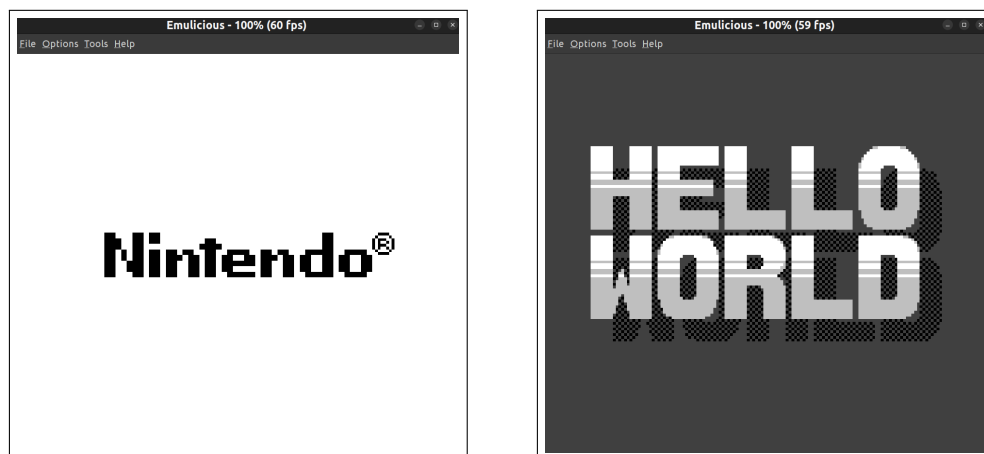 Emulicious - 100% (60 fps)
File Options Tools Help
Nintendo®
Emulicious - 100% (59 fps)
File Options Tools Help
HELLO
WORLD